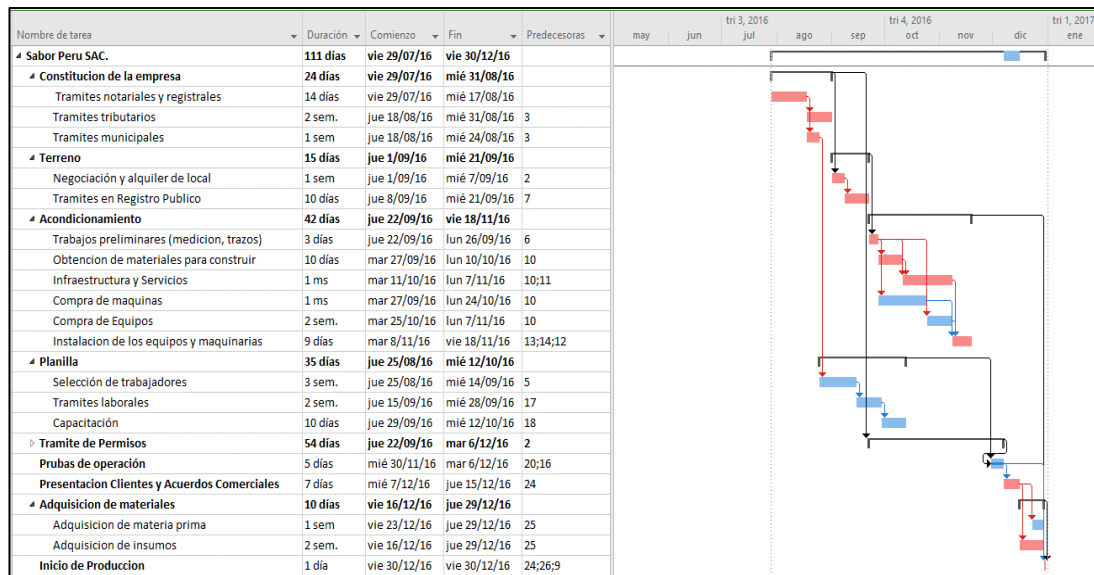 tri 3, 2016 tri 4, 2016 tri 1, 2017
Nombre de tarea Duración Comienzo Fin Predecesoras may jun jul ago sep oct nov dic ene
Sabor Peru SAC. 111 días vie 29/07/16 vie 30/12/16
Constitucion de la empresa 24 días vie 29/07/16 mié 31/08/16
Tramites notariales y registrales 14 días vie 29/07/16 mié 17/08/16
Tramites tributarios 2 sem. jue 18/08/16 mié 31/08/16 3
Tramites municipales 1 sem jue 18/08/16 mié 24/08/16 3
Terreno 15 días jue 1/09/16 mié 21/09/16
Negociación y alquiler de local 1 sem jue 1/09/16 mié 7/09/16 2
Tramites en Registro Publico 10 días jue 8/09/16 mié 21/09/16 7
Acondicionamiento 42 días jue 22/09/16 vie 18/11/16
Trabajos preliminares (medicion, trazos) 3 días jue 22/09/16 lun 26/09/16 6
Obtencion de materiales para construir 10 días mar 27/09/16 lun 10/10/16 10
Infraestructura y Servicios 1 ms mar 11/10/16 lun 7/11/16 10;11
Compra de maquinas 1 ms mar 27/09/16 lun 24/10/16 10
Compra de Equipos 2 sem. mar 25/10/16 lun 7/11/16 10
Instalacion de los equipos y maquinarias 9 días mar 8/11/16 vie 18/11/16 13;14;12
Planilla 35 días jue 25/08/16 mié 12/10/16
Selección de trabajadores 3 sem. jue 25/08/16 mié 14/09/16 5
Tramites laborales 2 sem. jue 15/09/16 mié 28/09/16 17
Capacitación 10 días jue 29/09/16 mié 12/10/16 18
Tramite de Permisos 54 días jue 22/09/16 mar 6/12/16 2
Prubas de operación 5 días mié 30/11/16 mar 6/12/16 20;16
Presentacion Clientes y Acuerdos Comerciales 7 días mié 7/12/16 jue 15/12/16 24
Adquisicion de materiales 10 días vie 16/12/16 jue 29/12/16
Adquisicion de materia prima 1 sem vie 23/12/16 jue 29/12/16 25
Adquisicion de insumos 2 sem. vie 16/12/16 jue 29/12/16 25
Inicio de Produccion 1 día vie 30/12/16 vie 30/12/16 24;26;9